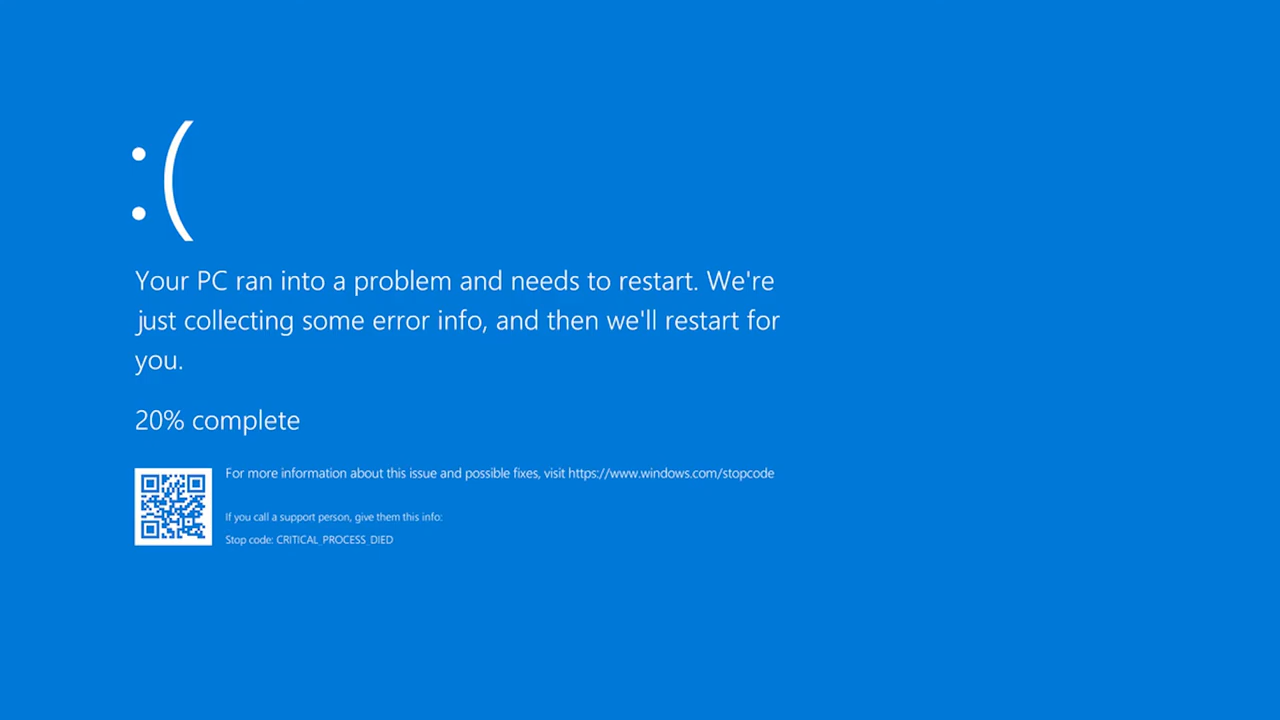 :(
Your PC ran into a problem and needs to restart. We're
just collecting some error info, and then we'll restart for
you.
20% complete
For more information about this issue and possible fixes, visit https://www.windows.com/stopcode
If you call a support person, give them this info:
Stop code: CRITICAL_PROCESS_DIED